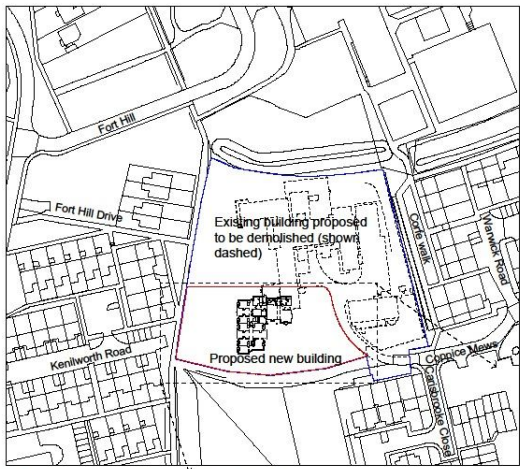 Fort Hill
Fort Hill Drive
Existing building proposed
to be demolished (shown
dashed)
Corfe walk
Warwick Road
Kenilworth Road
Proposed new building
Coppice Mews
Carisbrooke Close